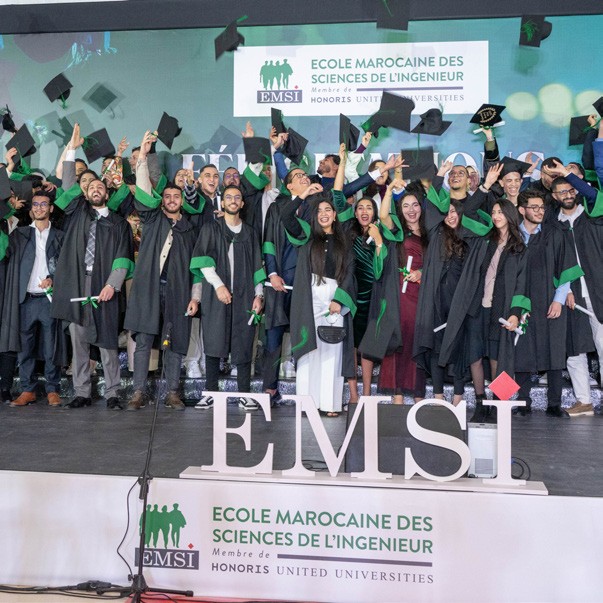 ECOLE MAROCAINE DES
SCIENCES DE L'INGENIEUR
EMSI
Membre de
HONORIS UNITED UNIVERSITIES
EMSI
ECOLE MAROCAINE DES
SCIENCES DE L'INGENIEUR
EMSI
Membre de
HONORIS UNITED UNIVERSITIES